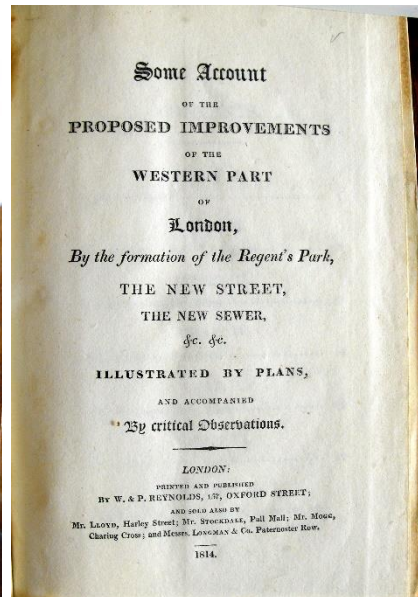 Some Account
OF THE
PROPOSED IMPROVEMENTS
OF THE
WESTERN PART
OF
London,
By the formation of the Regent's Park,
THE NEW STREET,
THE NEW SEWER,
&c. &c.
ILLUSTRATED BY PLANS,
AND ACCOMPANIED
By critical Observations.
LONDON:
PRINTED AND PUBLISHED
BY W. & P. REYNOLDS, 137, OXFORD STREET;
AND SOLD ALSO BY
Mr. LLOYD, Harley Street; Mr. STOCKDALE, Pall Mall; Mr. MOGG,
Charing Cross; and Messrs. LONGMAN & Co. Paternoster Row.
1814.